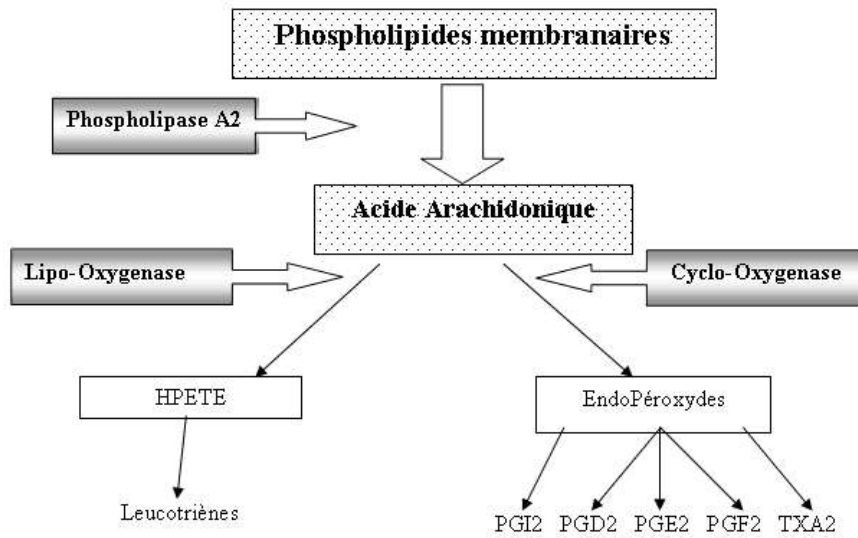 Phospholipides membranaires
Phospholipase A2
Acide Arachidonique
Lipo-Oxygenase
Cyclo-Oxygenase
HPETE
EndoPéroxydes
Leucotriènes
PGI2 PGD2 PGE2 PGF2 TXA2